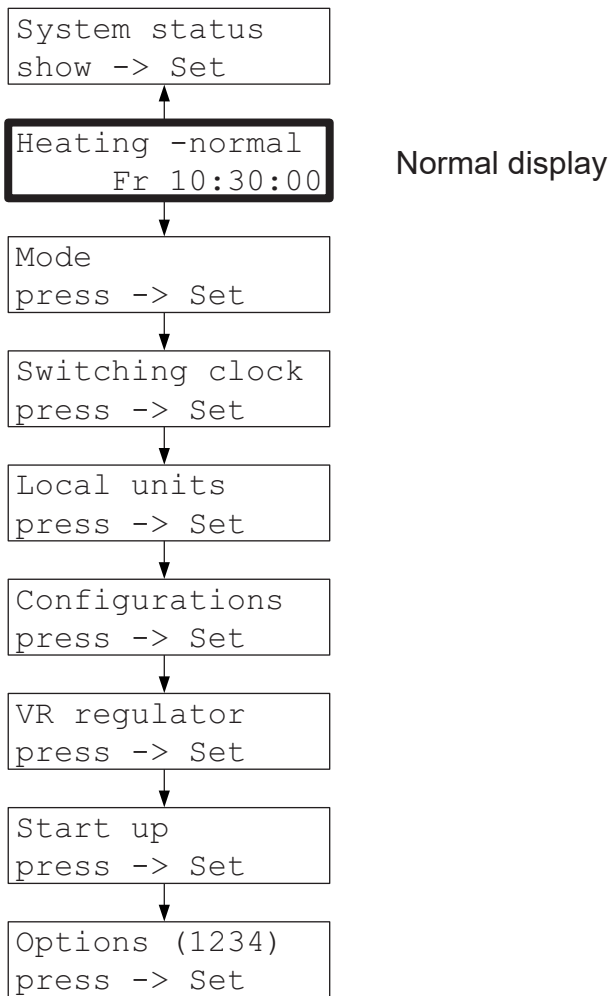 System status
show -> Set
Heating -normal
Fr 10:30:00
Normal display
Mode
press -> Set
Switching clock
press -> Set
Local units
press -> Set
Configurations
press -> Set
VR regulator
press -> Set
Start up
press -> Set
Options (1234)
press -> Set